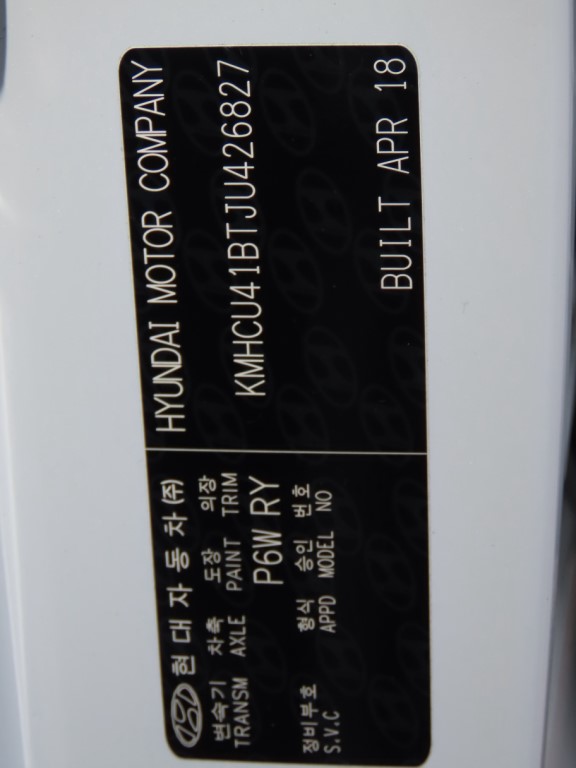 현대자동차(주)
HYUNDAI MOTOR COMPANY
변속기 차축 도장 의장
TRANSM AXLE PAINT TRIM
P6W RY
KMHCU41BTJU426827
정비부호 형식 승인 번호
S.V.C APPD MODEL NO
BUILT APR 18